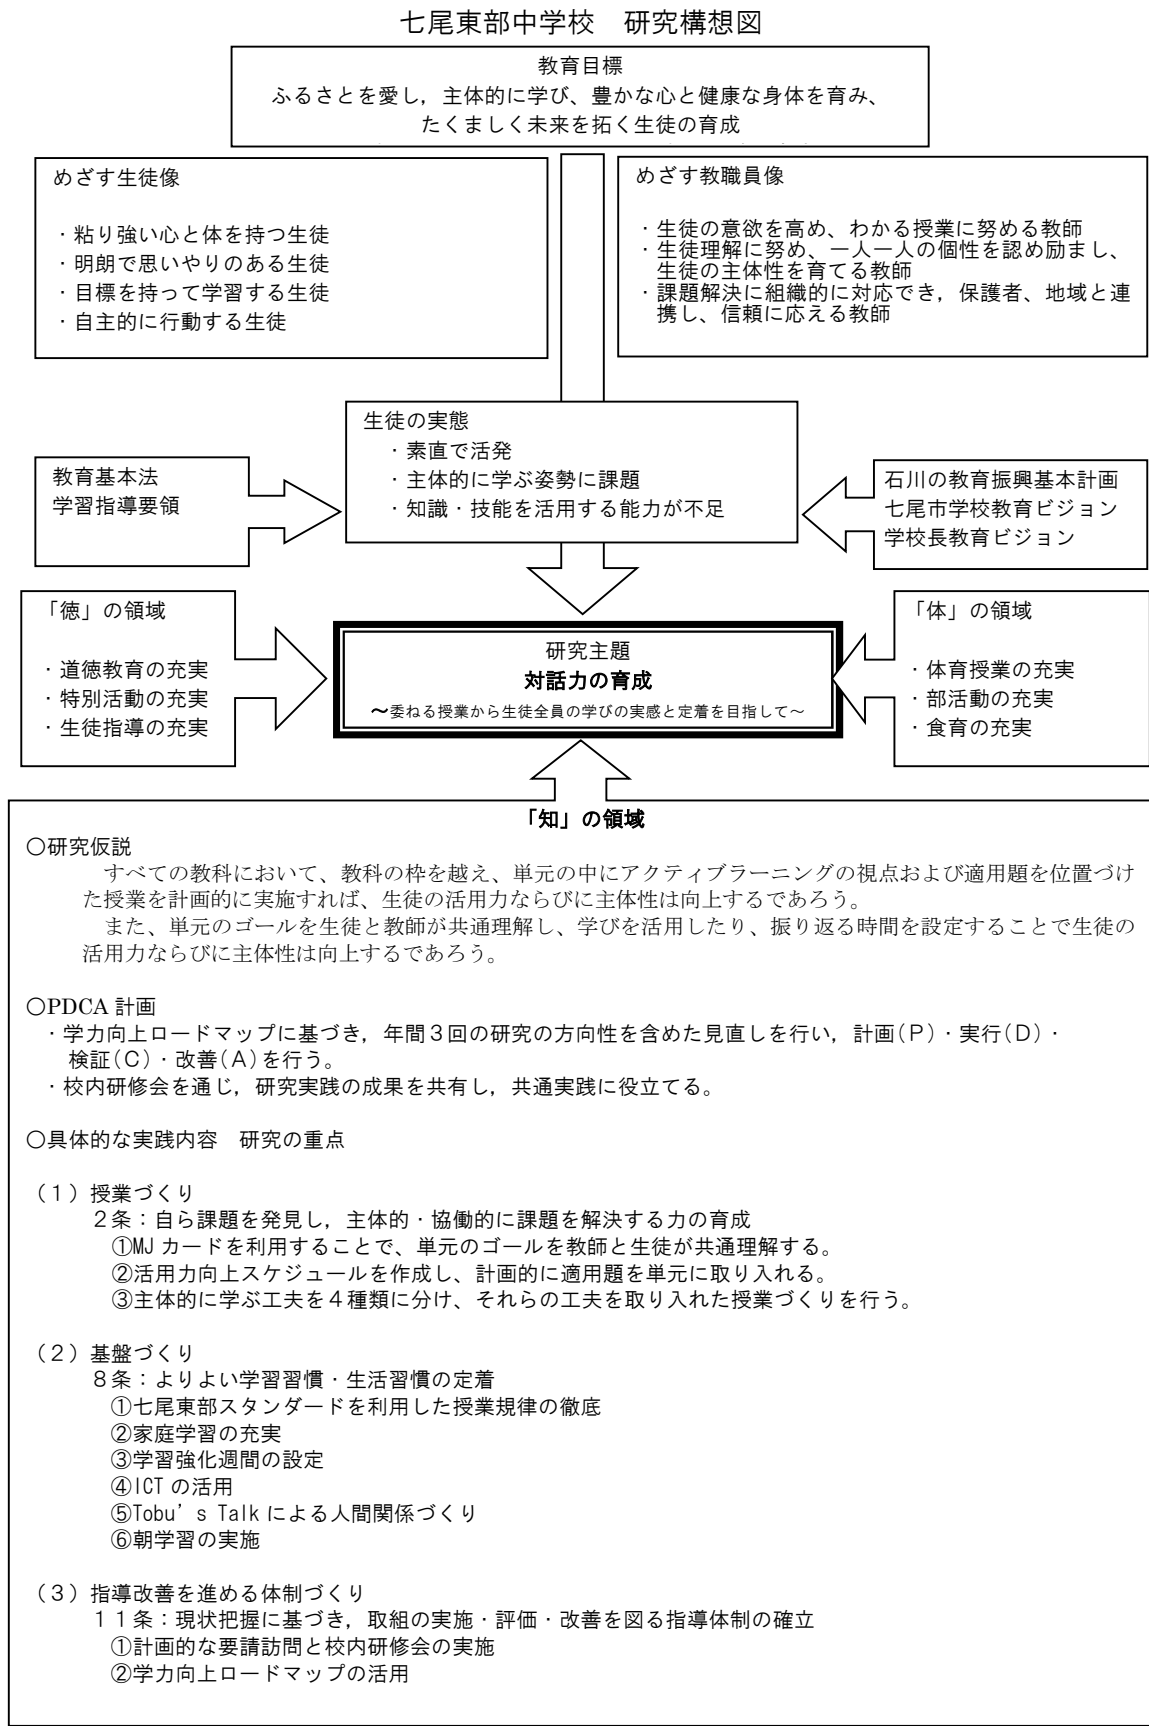 七尾東部中学校　研究構想図
教育目標
ふるさとを愛し，主体的に学び、豊かな心と健康な身体を育み、
たくましく未来を拓く生徒の育成
めざす生徒像
・粘り強い心と体を持つ生徒
・明朗で思いやりのある生徒
・目標を持って学習する生徒
・自主的に行動する生徒
めざす教職員像
・生徒の意欲を高め、わかる授業に努める教師
・生徒理解に努め、一人一人の個性を認め励まし、
生徒の主体性を育てる教師
・課題解決に組織的に対応でき，保護者、地域と連
携し、信頼に応える教師
生徒の実態
・素直で活発
・主体的に学ぶ姿勢に課題
・知識・技能を活用する能力が不足
教育基本法
学習指導要領
石川の教育振興基本計画
七尾市学校教育ビジョン
学校長教育ビジョン
「徳」の領域
・道徳教育の充実
・特別活動の充実
・生徒指導の充実
研究主題
対話力の育成
～委ねる授業から生徒全員の学びの実感と定着を目指して～
「体」の領域
・体育授業の充実
・部活動の充実
・食育の充実
「知」の領域
○研究仮説
すべての教科において、教科の枠を越え、単元の中にアクティブラーニングの視点および適用題を位置づけ
た授業を計画的に実施すれば、生徒の活用力ならびに主体性は向上するであろう。
また、単元のゴールを生徒と教師が共通理解し、学びを活用したり、振り返る時間を設定することで生徒の
活用力ならびに主体性は向上するであろう。
○PDCA 計画
・学力向上ロードマップに基づき，年間３回の研究の方向性を含めた見直しを行い，計画(Ｐ)・実行(Ｄ)・
検証(Ｃ)・改善(Ａ)を行う。
・校内研修会を通じ，研究実践の成果を共有し，共通実践に役立てる。
○具体的な実践内容　研究の重点
（１）授業づくり
２条：自ら課題を発見し，主体的・協働的に課題を解決する力の育成
①MJ カードを利用することで、単元のゴールを教師と生徒が共通理解する。
②活用力向上スケジュールを作成し、計画的に適用題を単元に取り入れる。
③主体的に学ぶ工夫を４種類に分け、それらの工夫を取り入れた授業づくりを行う。
（２）基盤づくり
８条：よりよい学習習慣・生活習慣の定着
①七尾東部スタンダードを利用した授業規律の徹底
②家庭学習の充実
③学習強化週間の設定
④ICT の活用
⑤Tobu’s Talk による人間関係づくり
⑥朝学習の実施
（３）指導改善を進める体制づくり
１１条：現状把握に基づき，取組の実施・評価・改善を図る指導体制の確立
①計画的な要請訪問と校内研修会の実施
②学力向上ロードマップの活用